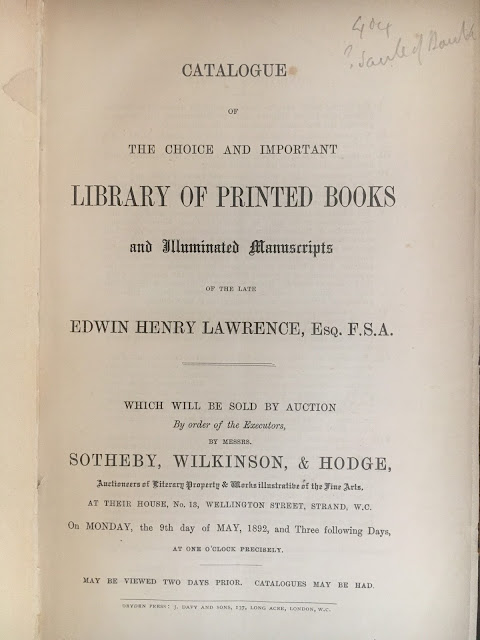 404
CATALOGUE
OF
THE CHOICE AND IMPORTANT
LIBRARY OF PRINTED BOOKS
and Illuminated Manuscripts
OF THE LATE
EDWIN HENRY LAWRENCE, Esq. F.S.A.
WHICH WILL BE SOLD BY AUCTION
By order of the Executors,
BY MESSRS.
SOTHEBY, WILKINSON, & HODGE,
Auctioneers of Literary Property & Works illustrative of the Fine Arts,
AT THEIR HOUSE, No. 13, WELLINGTON STREET, STRAND, W.C.
On MONDAY, the 9th day of MAY, 1892, and Three following Days,
AT ONE O'CLOCK PRECISELY.
MAY BE VIEWED TWO DAYS PRIOR. CATALOGUES MAY BE HAD.
DRYDEN PRESS: J. DAVY AND SONS, 137, LONG ACRE, LONDON, W.C.